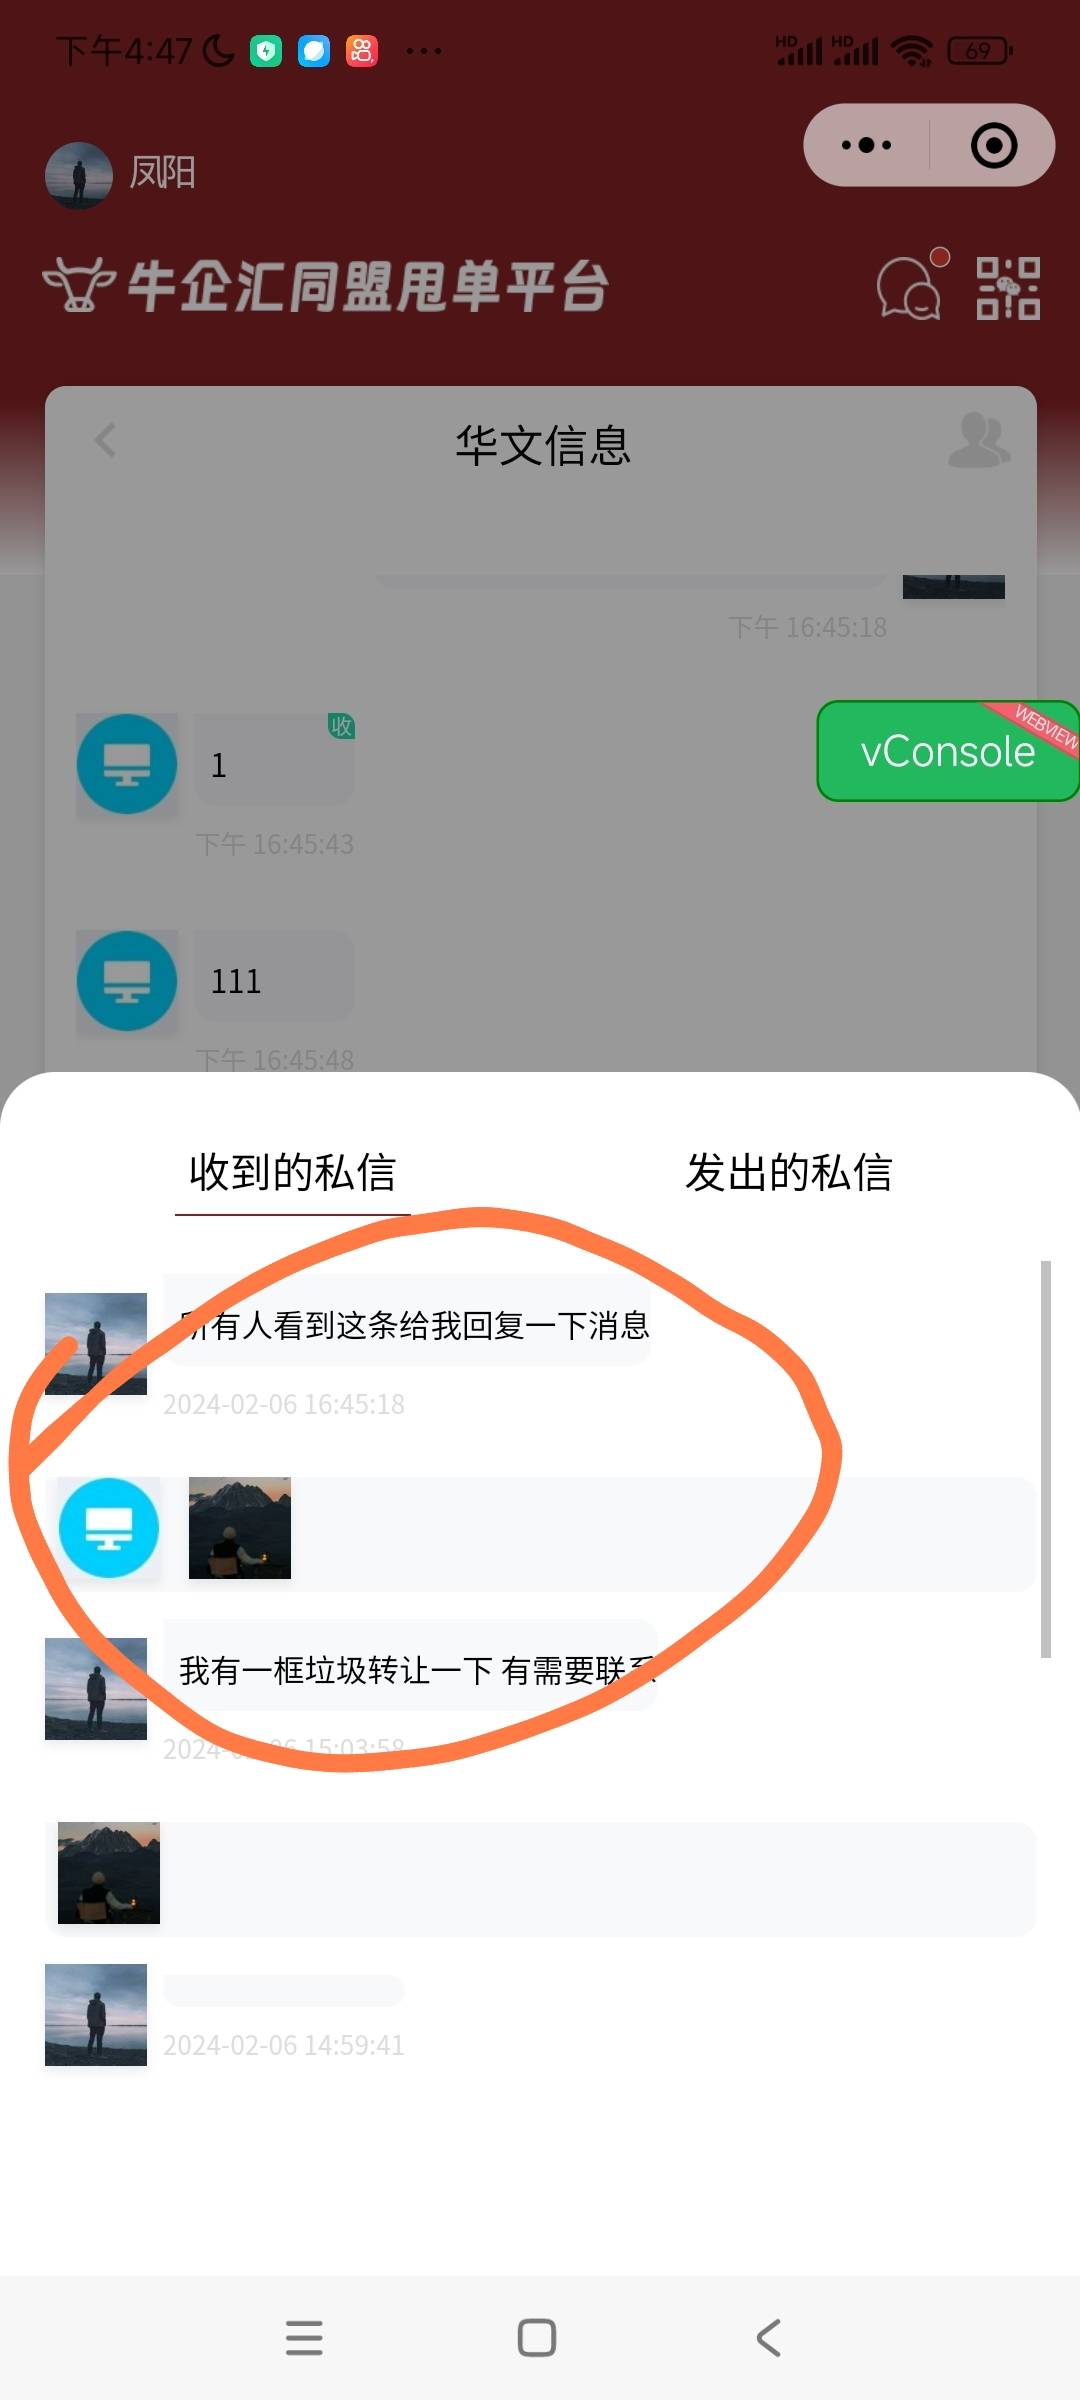 下午4:47
HD
HD
69
凤阳
牛企汇同盟甩单平台
华文信息
下午 16:45:18
收
1
下午 16:45:43
vConsole
WEBVIEW
111
下午 16:45:48
收到的私信
发出的私信
所有人看到这条给我回复一下消息
2024-02-06 16:45:18
我有一框垃圾转让一下 有需要联系
2024-02-06 15:03:58
2024-02-06 14:59:41